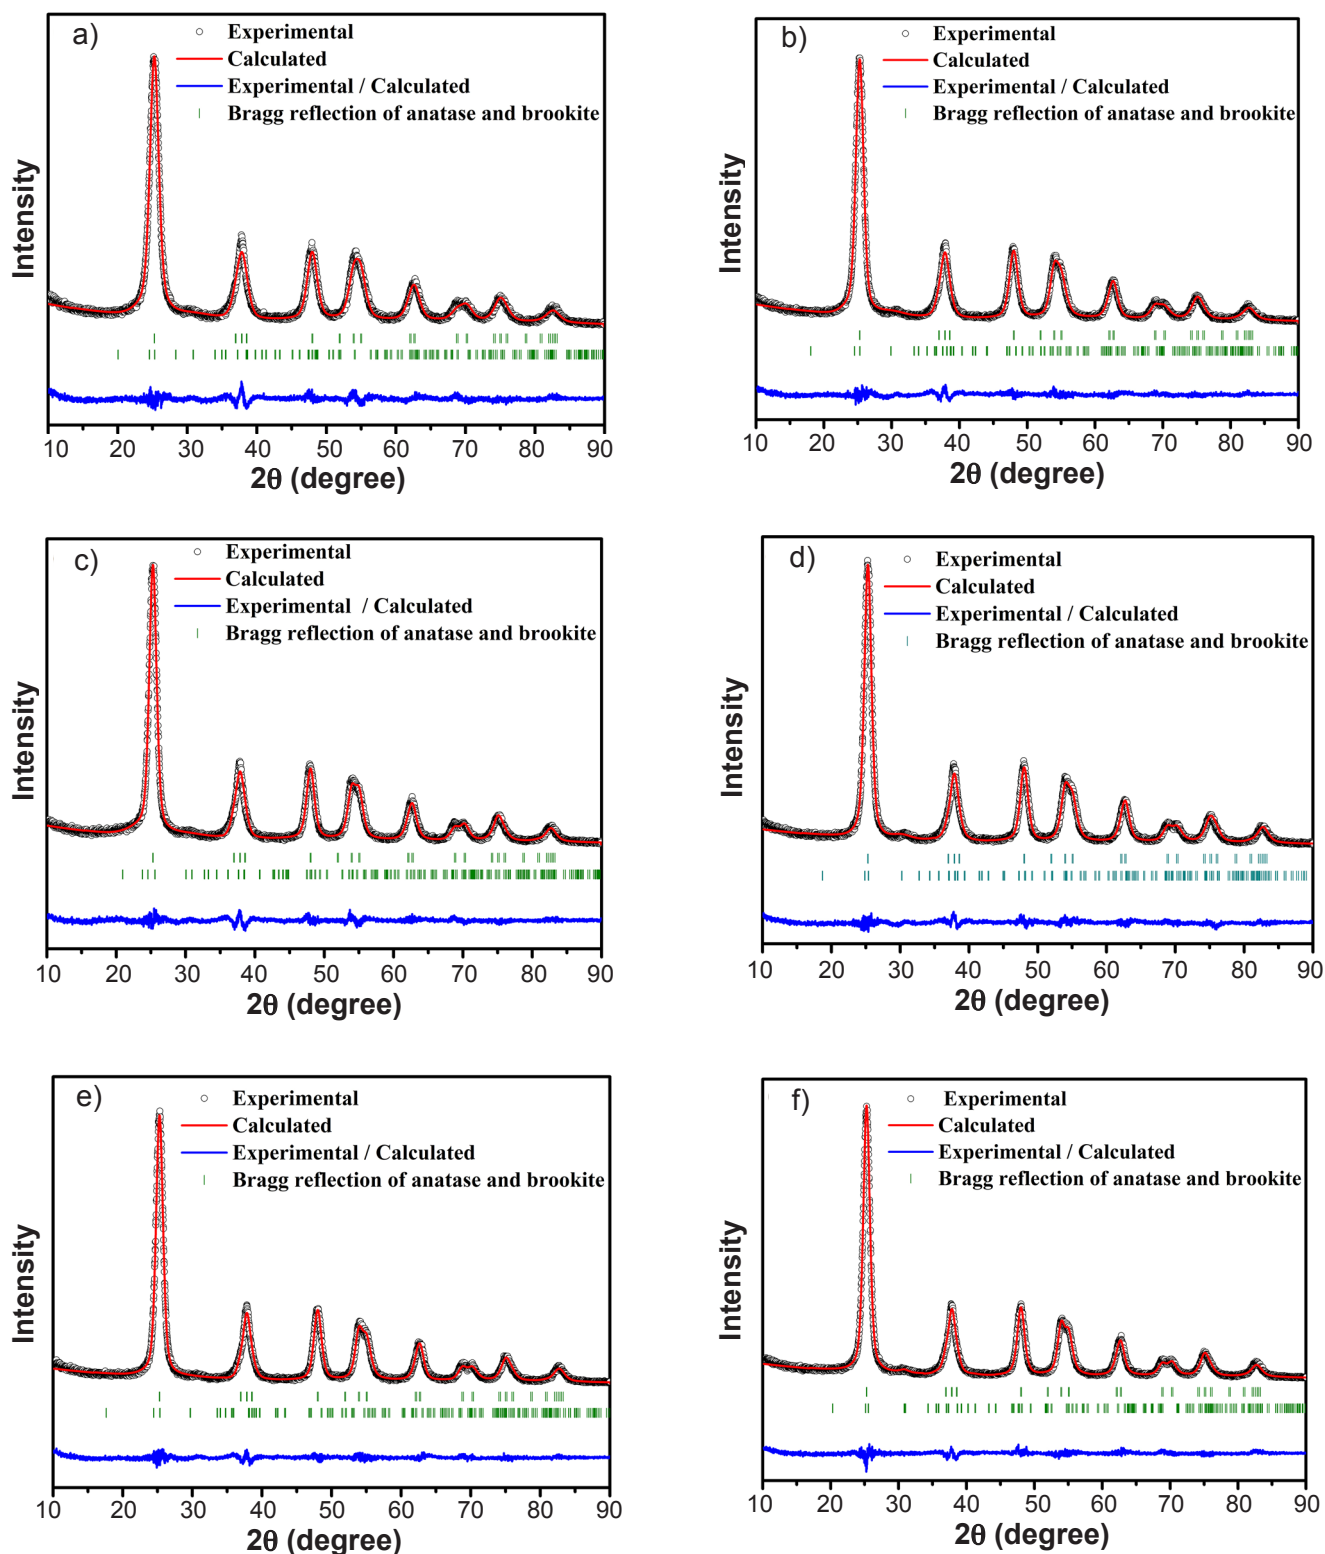 a)
Experimental
Calculated
Experimental / Calculated
Bragg reflection of anatase and brookite
Intensity
10 20 30 40 50 60 70 80 90
2θ (degree)
b)
Experimental
Calculated
Experimental / Calculated
Bragg reflection of anatase and brookite
Intensity
10 20 30 40 50 60 70 80 90
2θ (degree)
c)
Experimental
Calculated
Experimental / Calculated
Bragg reflection of anatase and brookite
Intensity
10 20 30 40 50 60 70 80 90
2θ (degree)
d)
Experimental
Calculated
Experimental / Calculated
Bragg reflection of anatase and brookite
Intensity
10 20 30 40 50 60 70 80 90
2θ (degree)
e)
Experimental
Calculated
Experimental / Calculated
Bragg reflection of anatase and brookite
Intensity
10 20 30 40 50 60 70 80 90
2θ (degree)
f)
Experimental
Calculated
Experimental / Calculated
Bragg reflection of anatase and brookite
Intensity
10 20 30 40 50 60 70 80 90
2θ (degree)